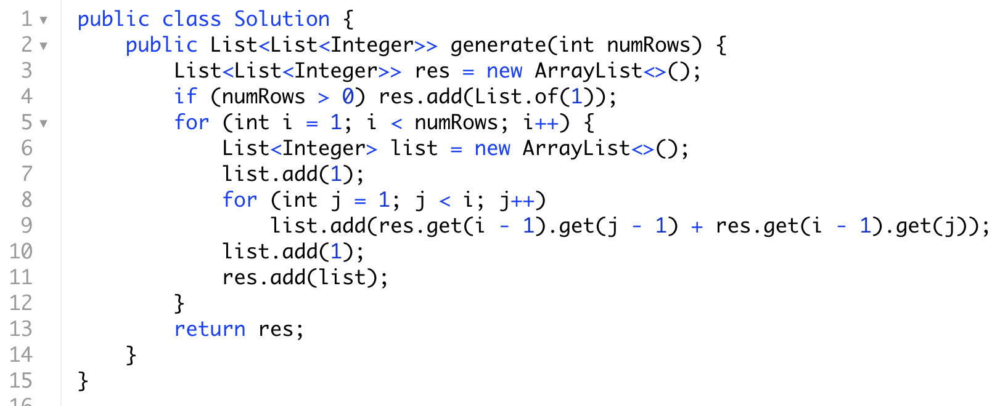 1 ▼ public class Solution {
2 ▼     public List<List<Integer>> generate(int numRows) {
3         List<List<Integer>> res = new ArrayList<>();
4         if (numRows > 0) res.add(List.of(1));
5 ▼         for (int i = 1; i < numRows; i++) {
6             List<Integer> list = new ArrayList<>();
7             list.add(1);
8             for (int j = 1; j < i; j++)
9                 list.add(res.get(i - 1).get(j - 1) + res.get(i - 1).get(j));
10             list.add(1);
11             res.add(list);
12         }
13         return res;
14     }
15 }
16